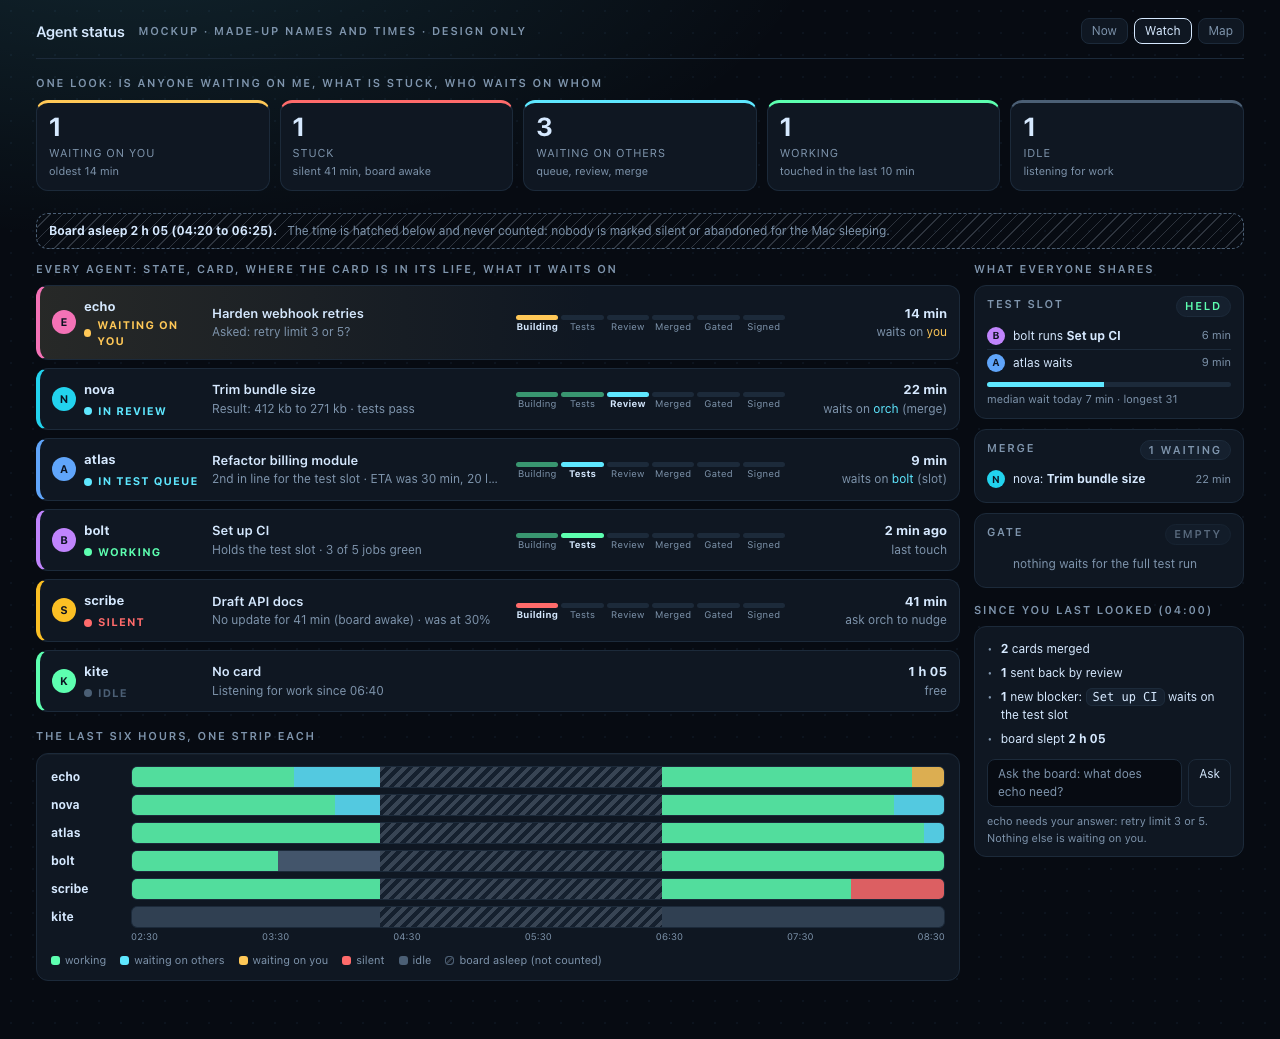 Agent status
MOCKUP · MADE-UP NAMES AND TIMES · DESIGN ONLY
Now
Watch
Map
ONE LOOK: IS ANYONE WAITING ON ME, WHAT IS STUCK, WHO WAITS ON WHOM
1
WAITING ON YOU
oldest 14 min
1
STUCK
silent 41 min, board awake
3
WAITING ON OTHERS
queue, review, merge
1
WORKING
touched in the last 10 min
1
IDLE
listening for work
Board asleep 2 h 05 (04:20 to 06:25). The time is hatched below and never counted: nobody is marked silent or abandoned for the Mac sleeping.
EVERY AGENT: STATE, CARD, WHERE THE CARD IS IN ITS LIFE, WHAT IT WAITS ON
E
echo
WAITING ON
YOU
Harden webhook retries
Asked: retry limit 3 or 5?
Building Tests Review Merged Gated Signed
14 min
waits on you
N
nova
IN REVIEW
Trim bundle size
Result: 412 kb to 271 kb · tests pass
Building Tests Review Merged Gated Signed
22 min
waits on orch (merge)
A
atlas
IN TEST QUEUE
Refactor billing module
2nd in line for the test slot · ETA was 30 min, 20 l...
Building Tests Review Merged Gated Signed
9 min
waits on bolt (slot)
B
bolt
WORKING
Set up CI
Holds the test slot · 3 of 5 jobs green
Building Tests Review Merged Gated Signed
2 min ago
last touch
S
scribe
SILENT
Draft API docs
No update for 41 min (board awake) · was at 30%
Building Tests Review Merged Gated Signed
41 min
ask orch to nudge
K
kite
IDLE
No card
Listening for work since 06:40
1 h 05
free
THE LAST SIX HOURS, ONE STRIP EACH
echo
nova
atlas
bolt
scribe
kite
02:30 03:30 04:30 05:30 06:30 07:30 08:30
working waiting on others waiting on you silent idle board asleep (not counted)
WHAT EVERYONE SHARES
TEST SLOT
HELD
B bolt runs Set up CI 6 min
A atlas waits 9 min
median wait today 7 min · longest 31
MERGE
1 WAITING
N nova: Trim bundle size 22 min
GATE
EMPTY
nothing waits for the full test run
SINCE YOU LAST LOOKED (04:00)
· 2 cards merged
· 1 sent back by review
· 1 new blocker: Set up CI waits on
the test slot
· board slept 2 h 05
Ask the board: what does
echo need?
Ask
echo needs your answer: retry limit 3 or 5.
Nothing else is waiting on you.